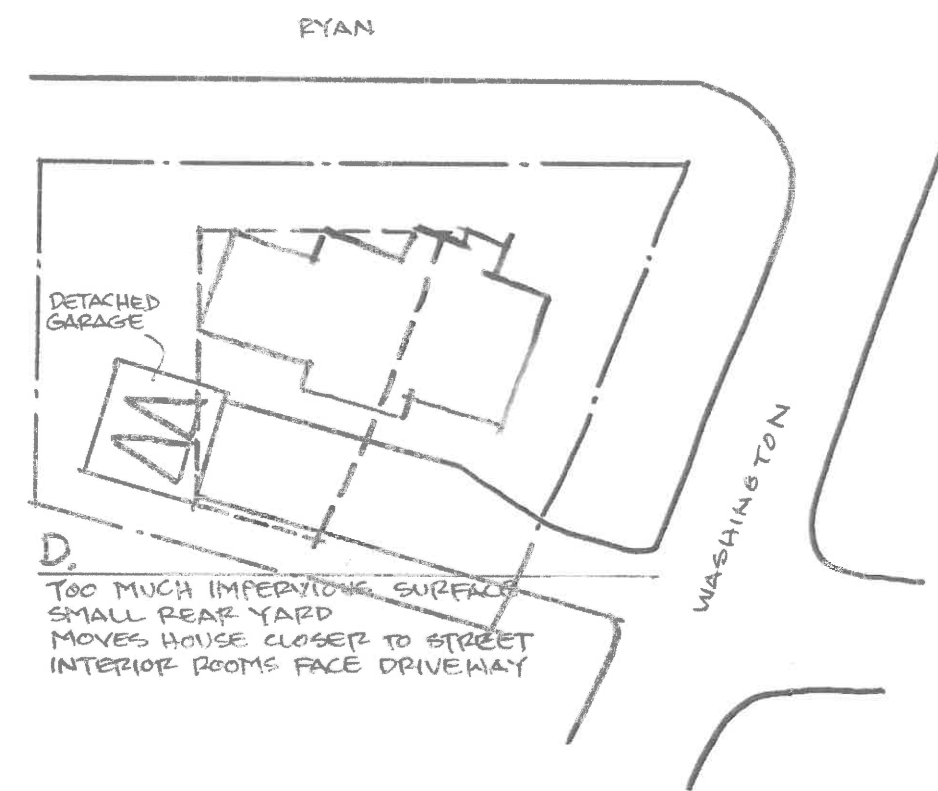 RYAN
DETACHED
GARAGE
WASHINGTON
D.
TOO MUCH IMPERVIOUS SURFACE
SMALL REAR YARD
MOVES HOUSE CLOSER TO STREET
INTERIOR ROOMS FACE DRIVEWAY